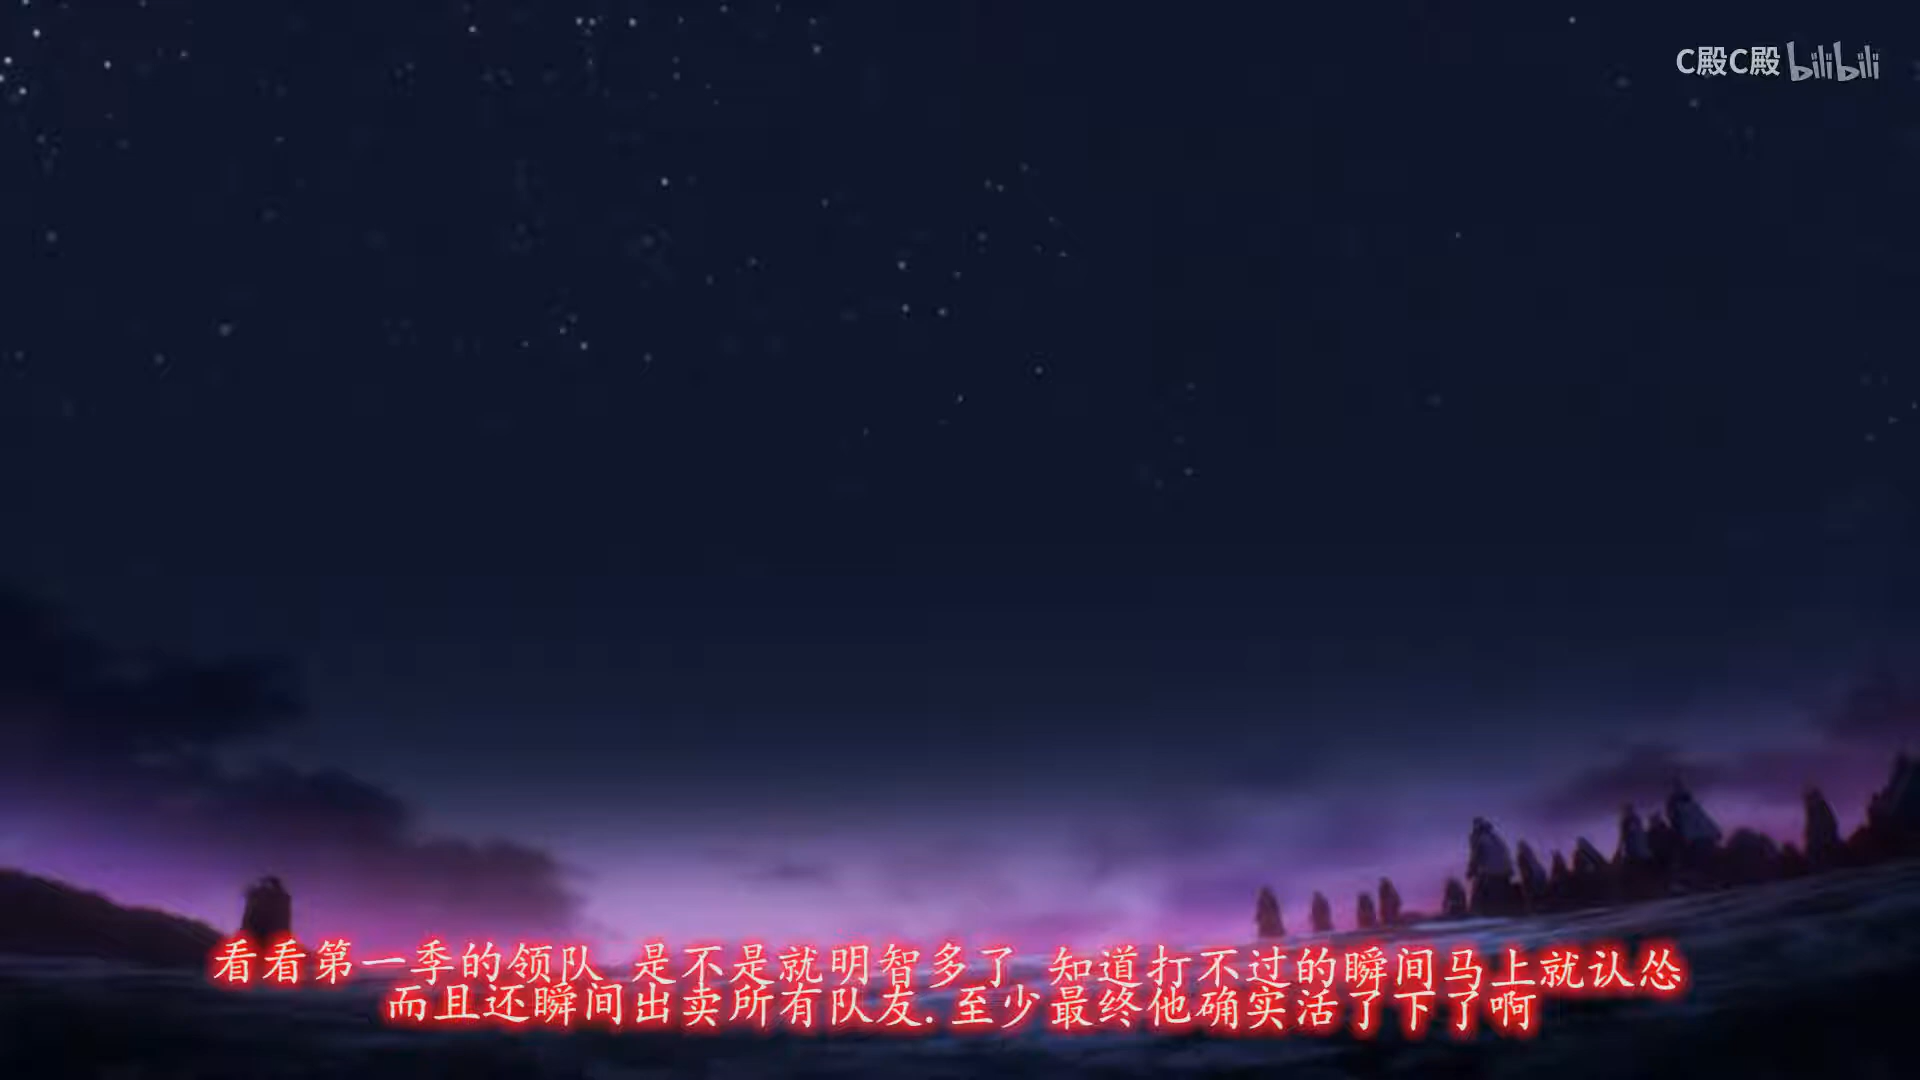 C殿C殿 bilibili
看看第一季的领队 是不是就明智多了 知道打不过的瞬间马上就认怂
而且还瞬间出卖所有队友.至少最终他确实活了下了啊